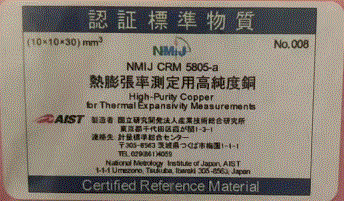 認証標準物質
(10×10×30) mm³
NMIJ
No.008
NMIJ CRM 5805-a
熱膨張率測定用高純度銅
High-Purity Copper
for Thermal Expansivity Measurements
AIST
製造者 国立研究開発法人産業技術総合研究所
東京都千代田区霞が関1-3-1
連絡先 計量標準総合センター
〒305-8563 茨城県つくば市梅園1-1-1
TEL 029(861)4059
National Metrology Institute of Japan, AIST
1-1-1 Umezono, Tsukuba, Ibaraki 305-8563, Japan
Certified Reference Material